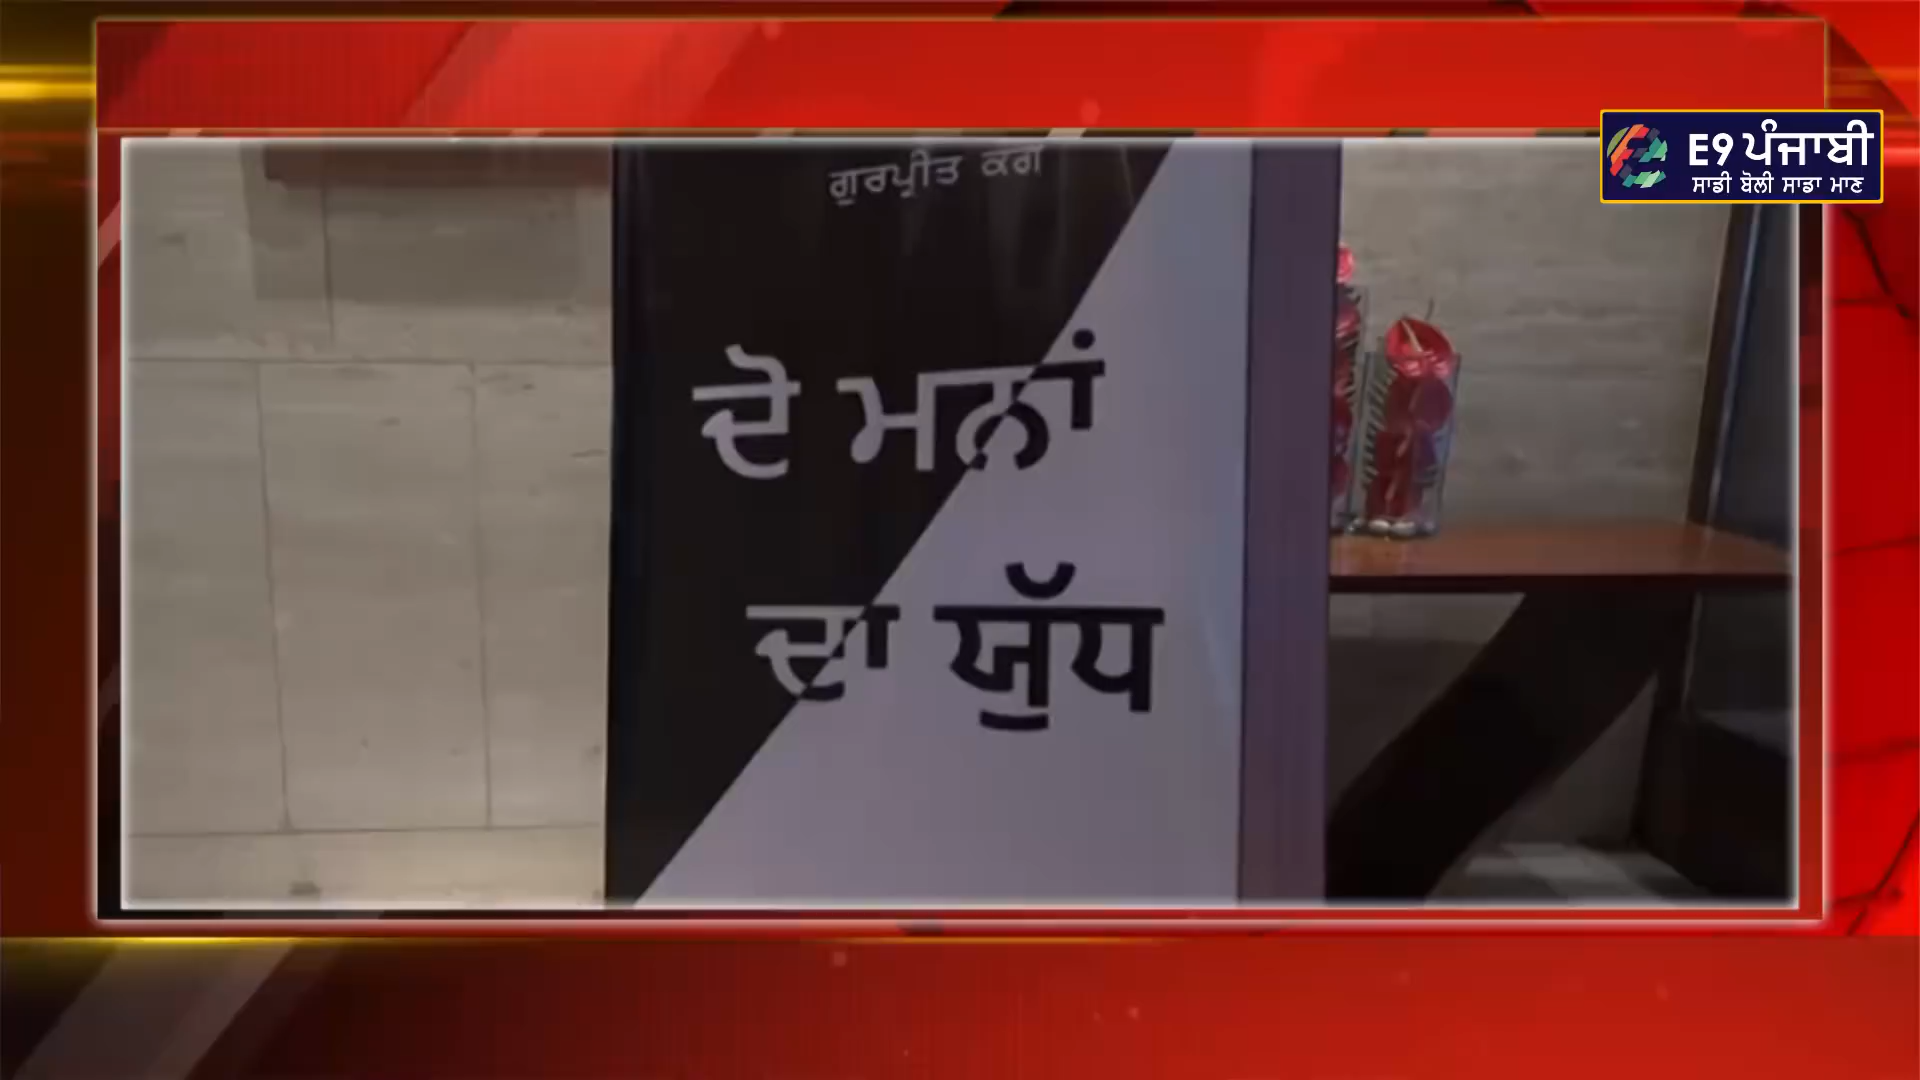 ਗੁਰਪ੍ਰੀਤ ਕੰਗ
ਦੋ ਮਨਾਂ
ਦਾ ਯੁੱਧ
E9 ਪੰਜਾਬੀ
ਸਾਡੀ ਬੋਲੀ ਸਾਡਾ ਮਾਣ